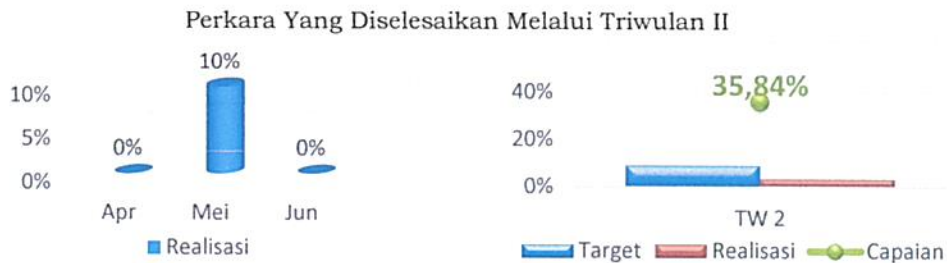 Perkara Yang Diselesaikan Melalui Triwulan II
10%
10%
5%
0%
0%
0%
Apr Mei Jun
Realisasi
35,84%
40%
20%
0%
TW 2
Target Realisasi Capaian